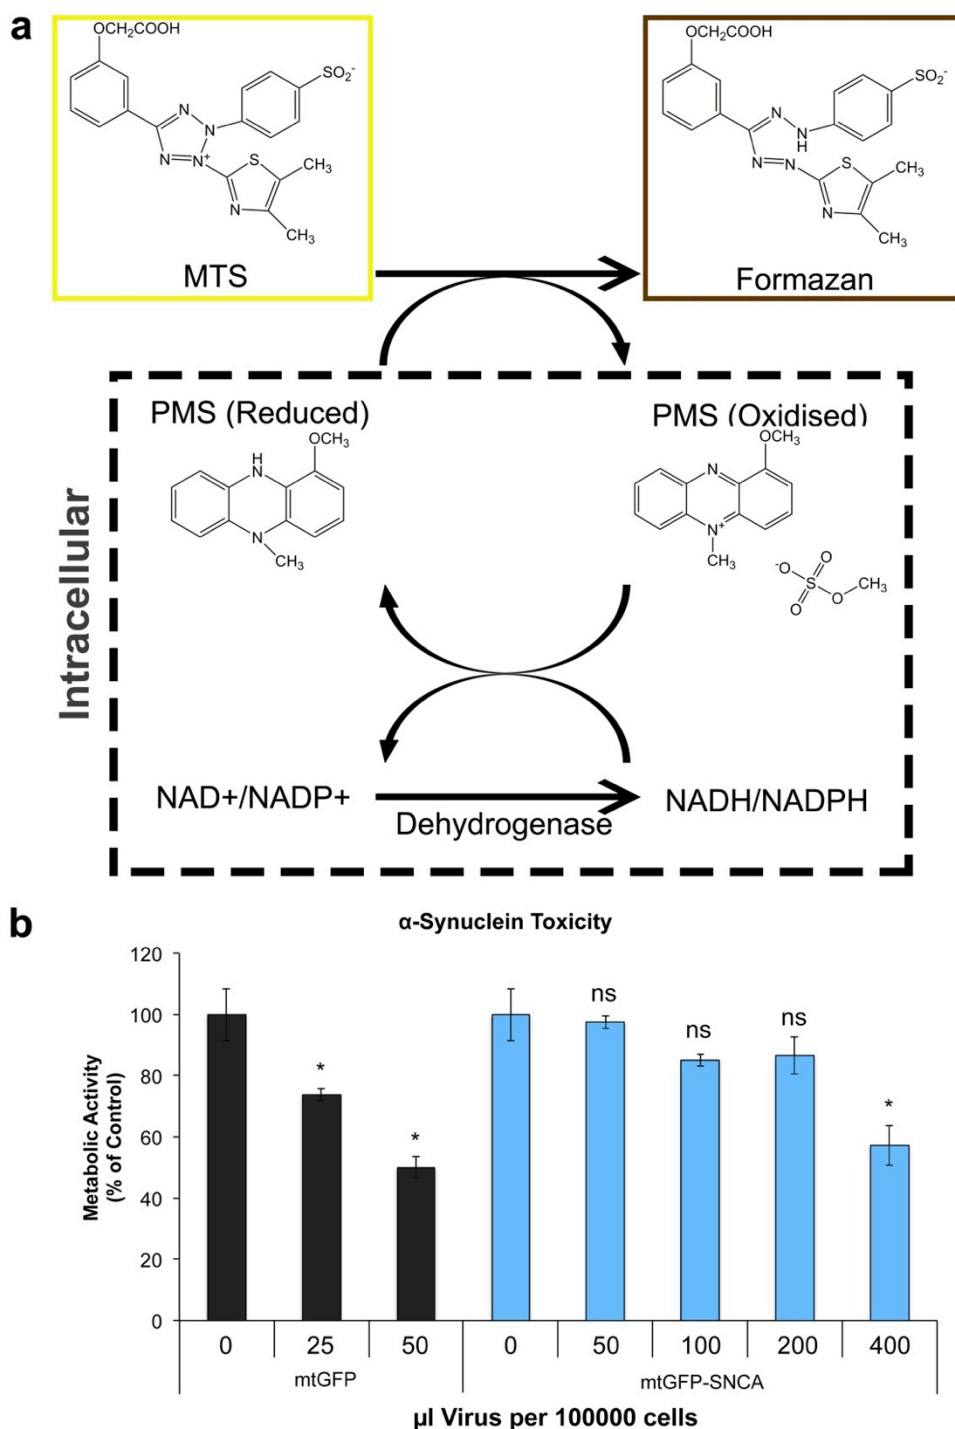 a
OCH₂COOH
SO₂⁻
N
N
N
N⁺
S
CH₃
N
CH₃
MTS
OCH₂COOH
SO₂⁻
N
N
H
N
N
S
CH₃
N
CH₃
Formazan
Intracellular
PMS (Reduced)
OCH₃
H
N
N
CH₃
PMS (Oxidised)
OCH₃
N
N⁺
CH₃
⁻O
O
S
O
O
CH₃
NAD+/NADP+
Dehydrogenase
NADH/NADPH
b
α-Synuclein Toxicity
Metabolic Activity
(% of Control)
120
100
80
60
40
20
0
*
*
ns
ns
ns
*
0 25 50 0 50 100 200 400
mtGFP mtGFP-SNCA
µl Virus per 100000 cells